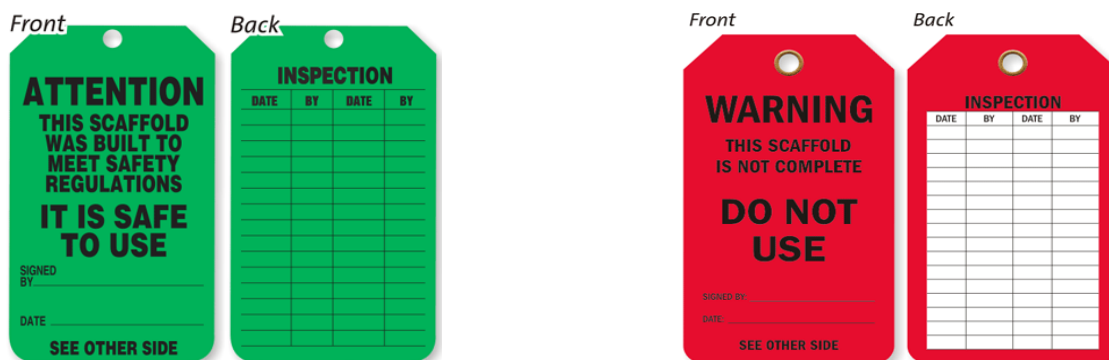 Front
ATTENTION
THIS SCAFFOLD
WAS BUILT TO
MEET SAFETY
REGULATIONS
IT IS SAFE
TO USE
SIGNED
BY
DATE
SEE OTHER SIDE
Back
INSPECTION
DATE BY DATE BY
Front
WARNING
THIS SCAFFOLD
IS NOT COMPLETE
DO NOT
USE
SIGNED BY:
DATE:
SEE OTHER SIDE
Back
INSPECTION
DATE BY DATE BY